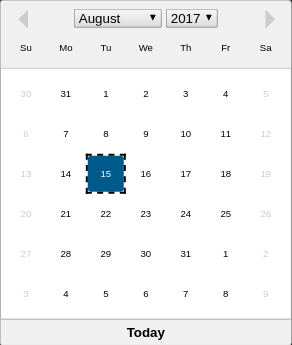 August 2017
Su Mo Tu We Th Fr Sa
30 31 1 2 3 4 5
6 7 8 9 10 11 12
13 14 15 16 17 18 19
20 21 22 23 24 25 26
27 28 29 30 31 1 2
3 4 5 6 7 8 9
Today